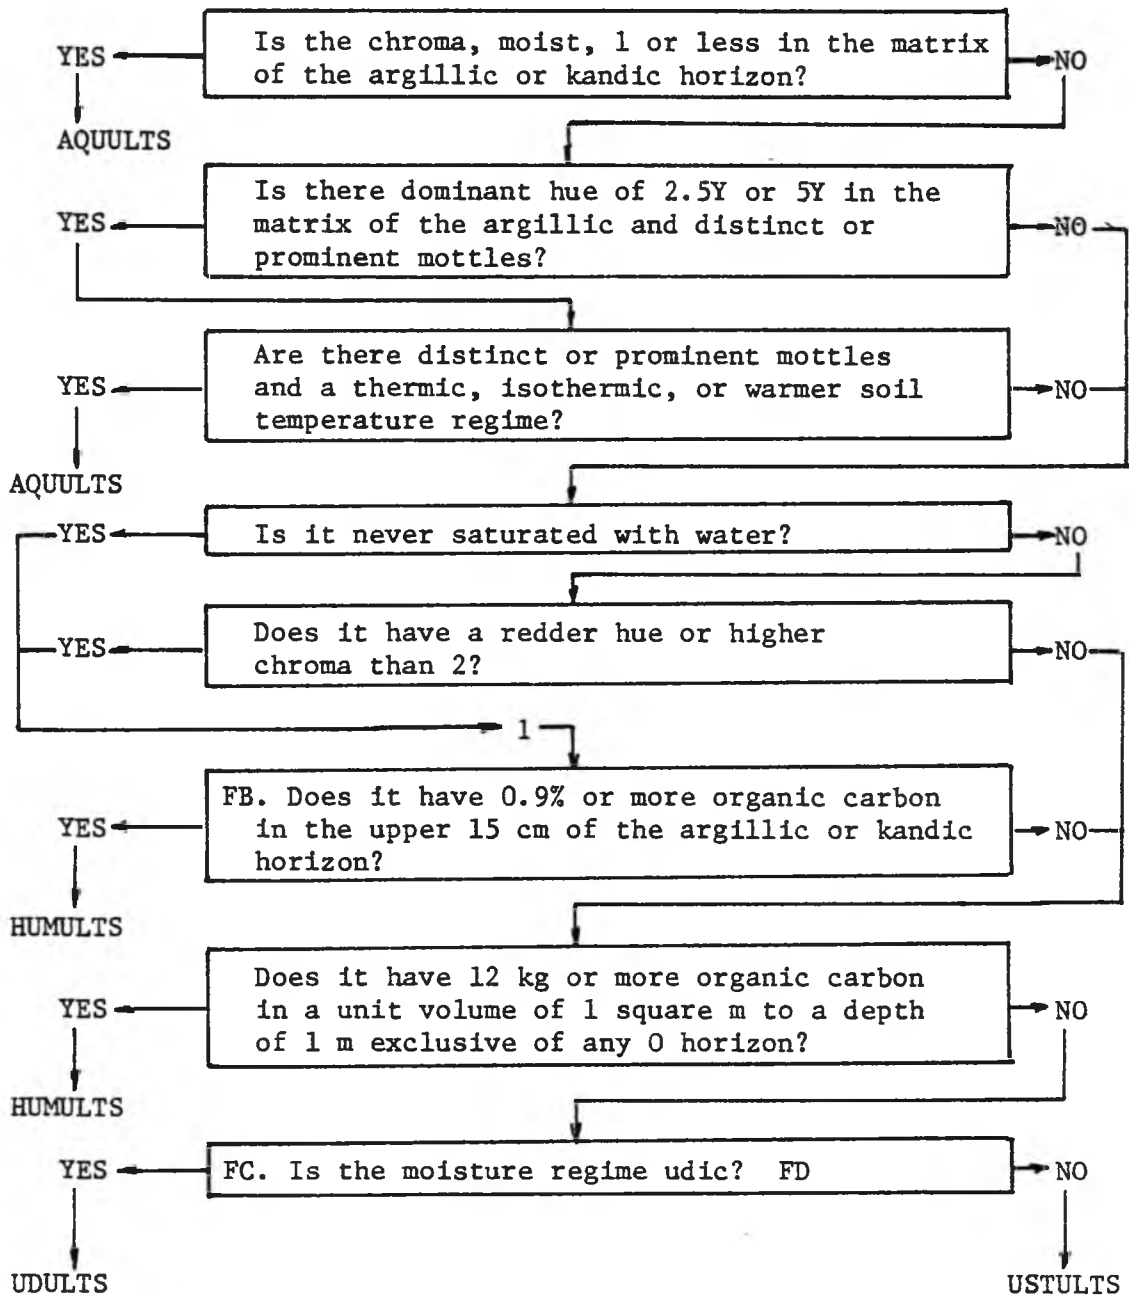 Is the chroma, moist, 1 or less in the matrix
of the argillic or kandic horizon?
YES
NO
AQUULTS
Is there dominant hue of 2.5Y or 5Y in the
matrix of the argillic and distinct or
prominent mottles?
YES
NO
Are there distinct or prominent mottles
and a thermic, isothermic, or warmer soil
temperature regime?
YES
NO
AQUULTS
YES
Is it never saturated with water?
NO
Does it have a redder hue or higher
chroma than 2?
YES
NO
1
FB. Does it have 0.9% or more organic carbon
in the upper 15 cm of the argillic or kandic
horizon?
YES
NO
HUMULTS
Does it have 12 kg or more organic carbon
in a unit volume of 1 square m to a depth
of 1 m exclusive of any O horizon?
YES
NO
HUMULTS
YES
FC. Is the moisture regime udic? FD
NO
UDULTS
USTULTS